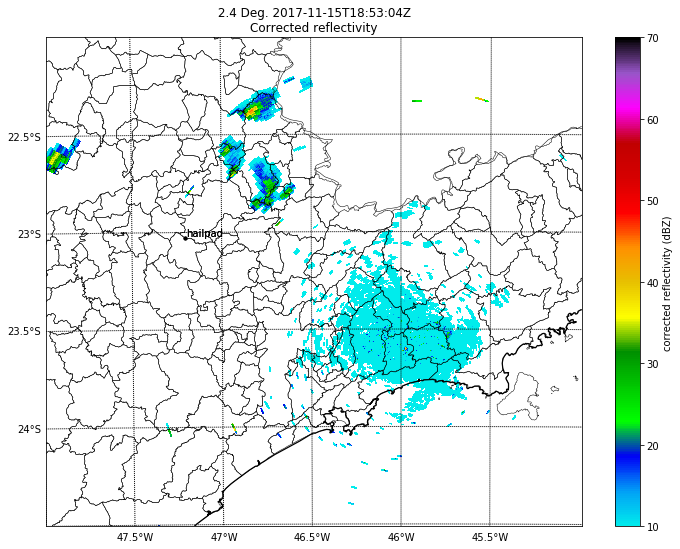 2.4 Deg. 2017-11-15T18:53:04Z
Corrected reflectivity
70
60
50
40
30
20
10
corrected reflectivity (dBZ)
22.5°S
23°S
23.5°S
24°S
hailpad
47.5°W
47°W
46.5°W
46°W
45.5°W